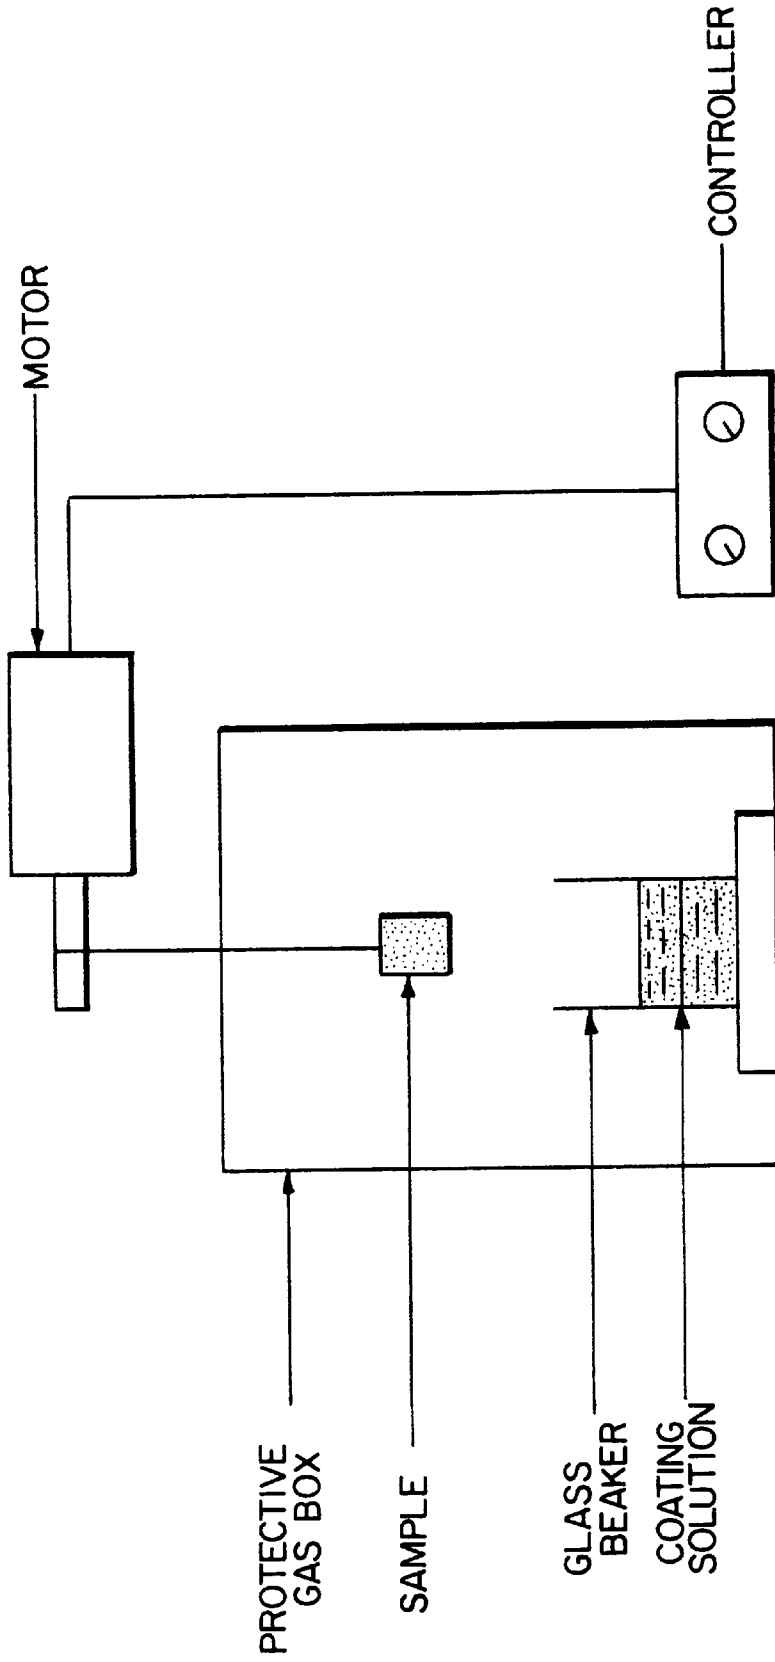 PROTECTIVE
GAS BOX
SAMPLE
GLASS
BEAKER
COATING
SOLUTION
MOTOR
CONTROLLER